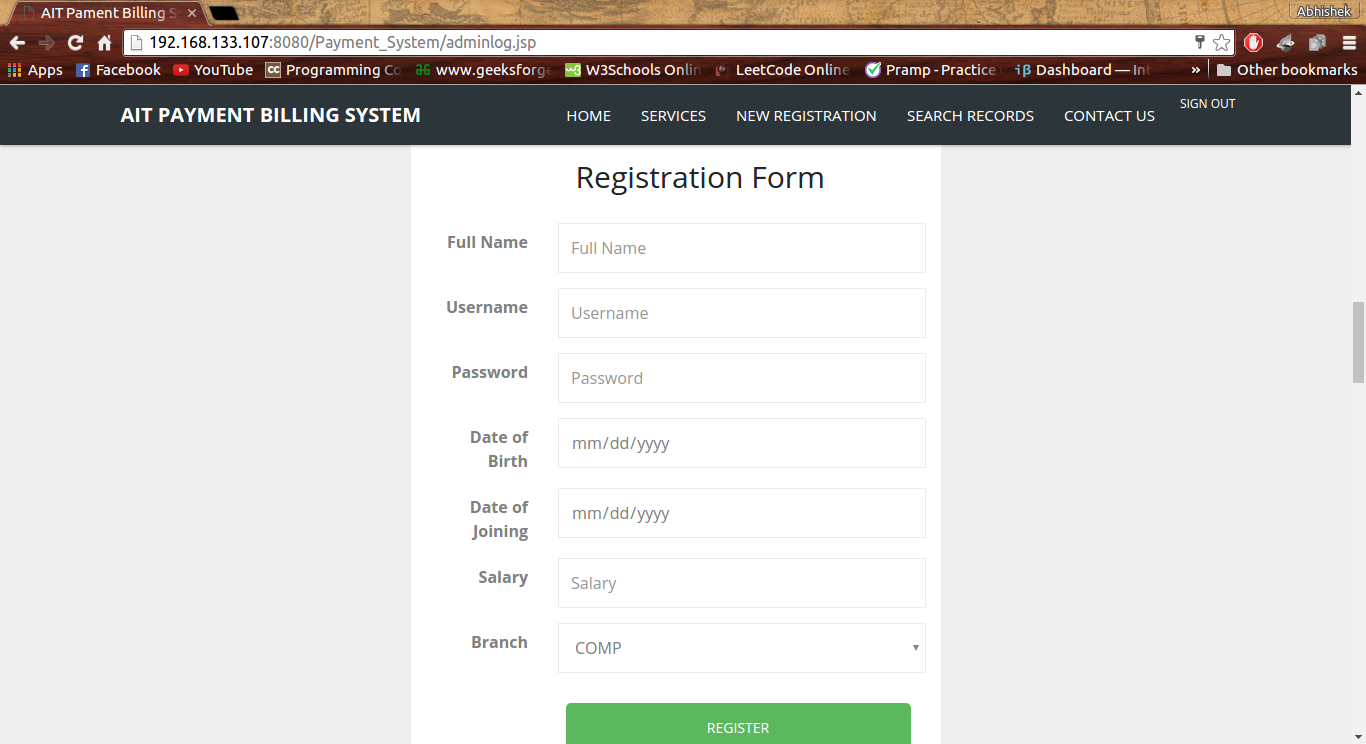 AIT Pament Billing S
Abhishek
192.168.133.107:8080/Payment_System/adminlog.jsp
Apps Facebook YouTube Programming Co www.geeksforge W3Schools Onlin LeetCode Online Pramp - Practice Dashboard — Int » Other bookmarks
AIT PAYMENT BILLING SYSTEM HOME SERVICES NEW REGISTRATION SEARCH RECORDS CONTACT US SIGN OUT
Registration Form
Full Name Full Name
Username Username
Password Password
Date of Birth mm/dd/yyyy
Date of Joining mm/dd/yyyy
Salary Salary
Branch COMP
REGISTER